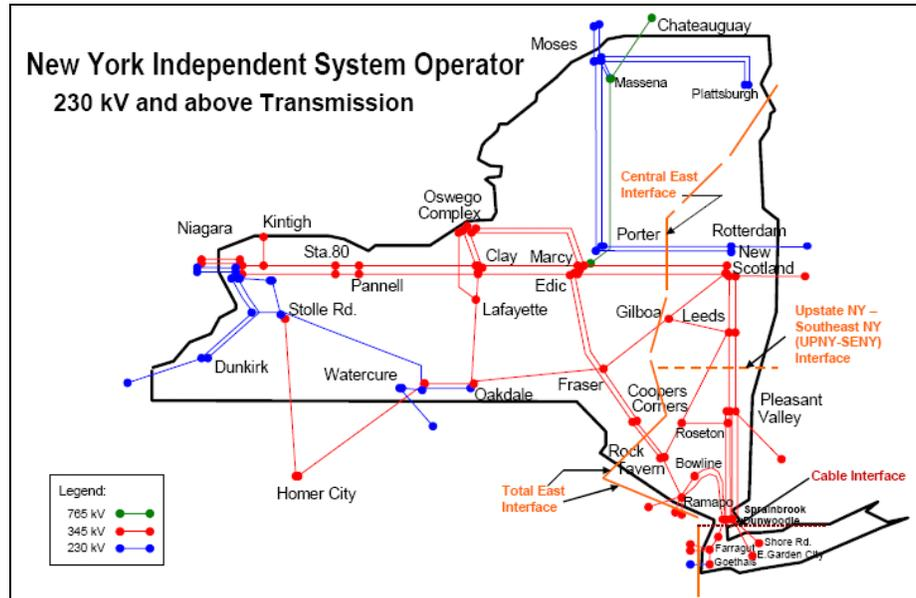 New York Independent System Operator
230 kV and above Transmission
Chateauguay
Moses
Massena
Plattsburgh
Central East
Interface
Oswego
Complex
Niagara
Kintigh
Sta.80
Pannell
Clay
Marcy
Edic
Porter
Rotterdam
New
Scotland
Stolle Rd.
Lafayette
Gilboa
Leeds
Upstate NY –
Southeast NY
(UPNY-SENY)
Interface
Dunkirk
Watercure
Oakdale
Fraser
Coopers
Corners
Pleasant
Valley
Roseton
Rock
Tavern
Bowline
Homer City
Total East
Interface
Ramapo
Cable Interface
Sprainbrook
Dunwoodie
Shore Rd.
Farragut
E.Garden City
Goethals
Legend:
765 kV
345 kV
230 kV